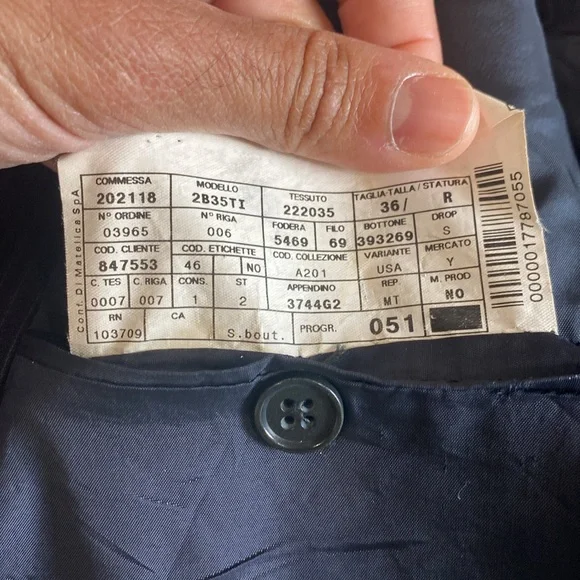 Conf. Di Matelica SpA
COMMESSA MODELLO TESSUTO TAGLIA-TALLA/STATURA
202118 2B35TI 222035 36/ R
Nº ORDINE Nº RIGA FODERA FILO BOTTONE DROP
03965 006 5469 69 393269 S
COD. CLIENTE COD. ETICHETTE COD. COLLEZIONE VARIANTE MERCATO
847553 46 NO A201 USA Y
C. TES C. RIGA CONS. ST APPENDINO REP. M. PROD
0007 007 1 2 3744G2 MT NO
RN CA
103709 S.bout. PROGR. 051
0000017787055